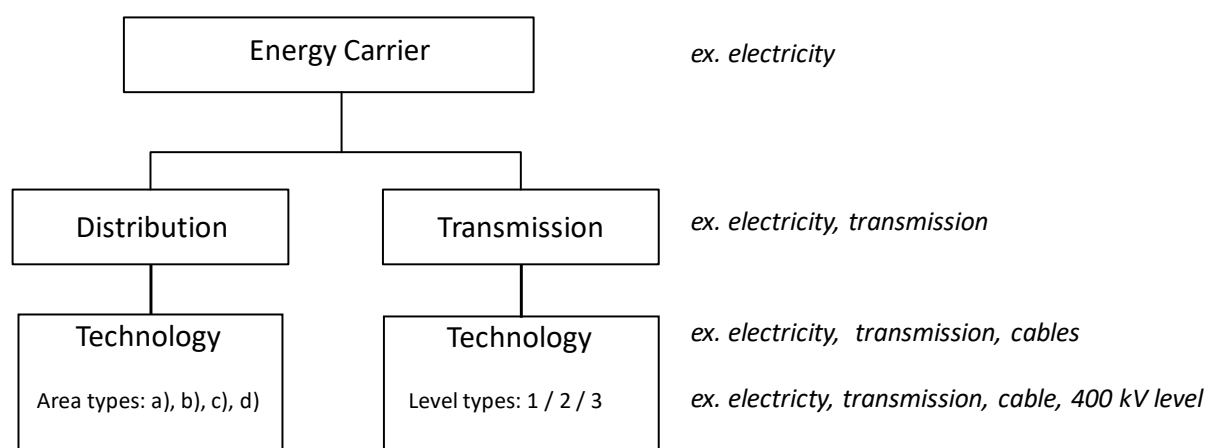 Energy Carrier
ex. electricity
Distribution
Transmission
ex. electricity, transmission
Technology
Technology
ex. electricity, transmission, cables
Area types: a), b), c), d)
Level types: 1 / 2 / 3
ex. electricty, transmission, cable, 400 kV level